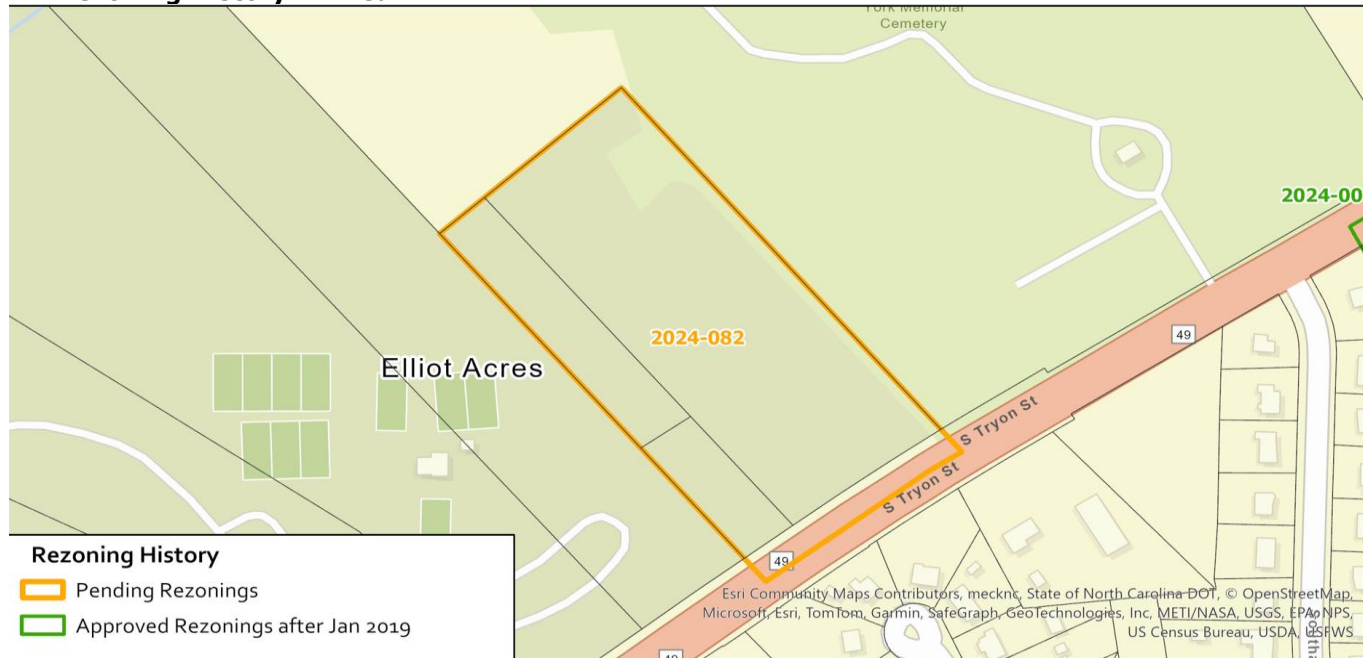 York Memorial
Cemetery
2024-00
49
2024-082
Elliot Acres
S Tryon St
S Tryon St
49
Rezoning History
Pending Rezonings
Approved Rezonings after Jan 2019
Esri Community Maps Contributors, mecknc, State of North Carolina DOT, © OpenStreetMap,
Microsoft, Esri, TomTom, Garmin, SafeGraph, GeoTechnologies, Inc, METI/NASA, USGS, EPA, NPS,
US Census Bureau, USDA, USFWS
49